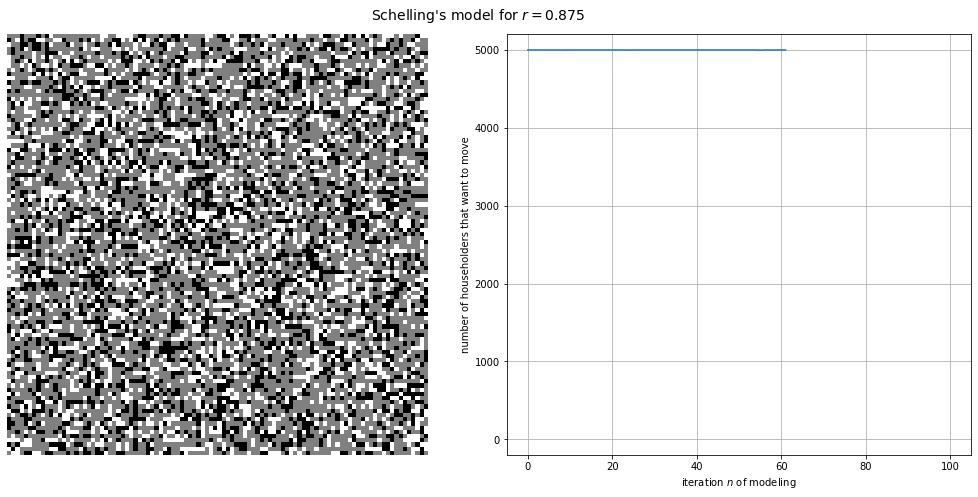 Schelling's model for r = 0.875
5000
4000
3000
2000
1000
0
number of householders that want to move
0 20 40 60 80 100
iteration n of modeling